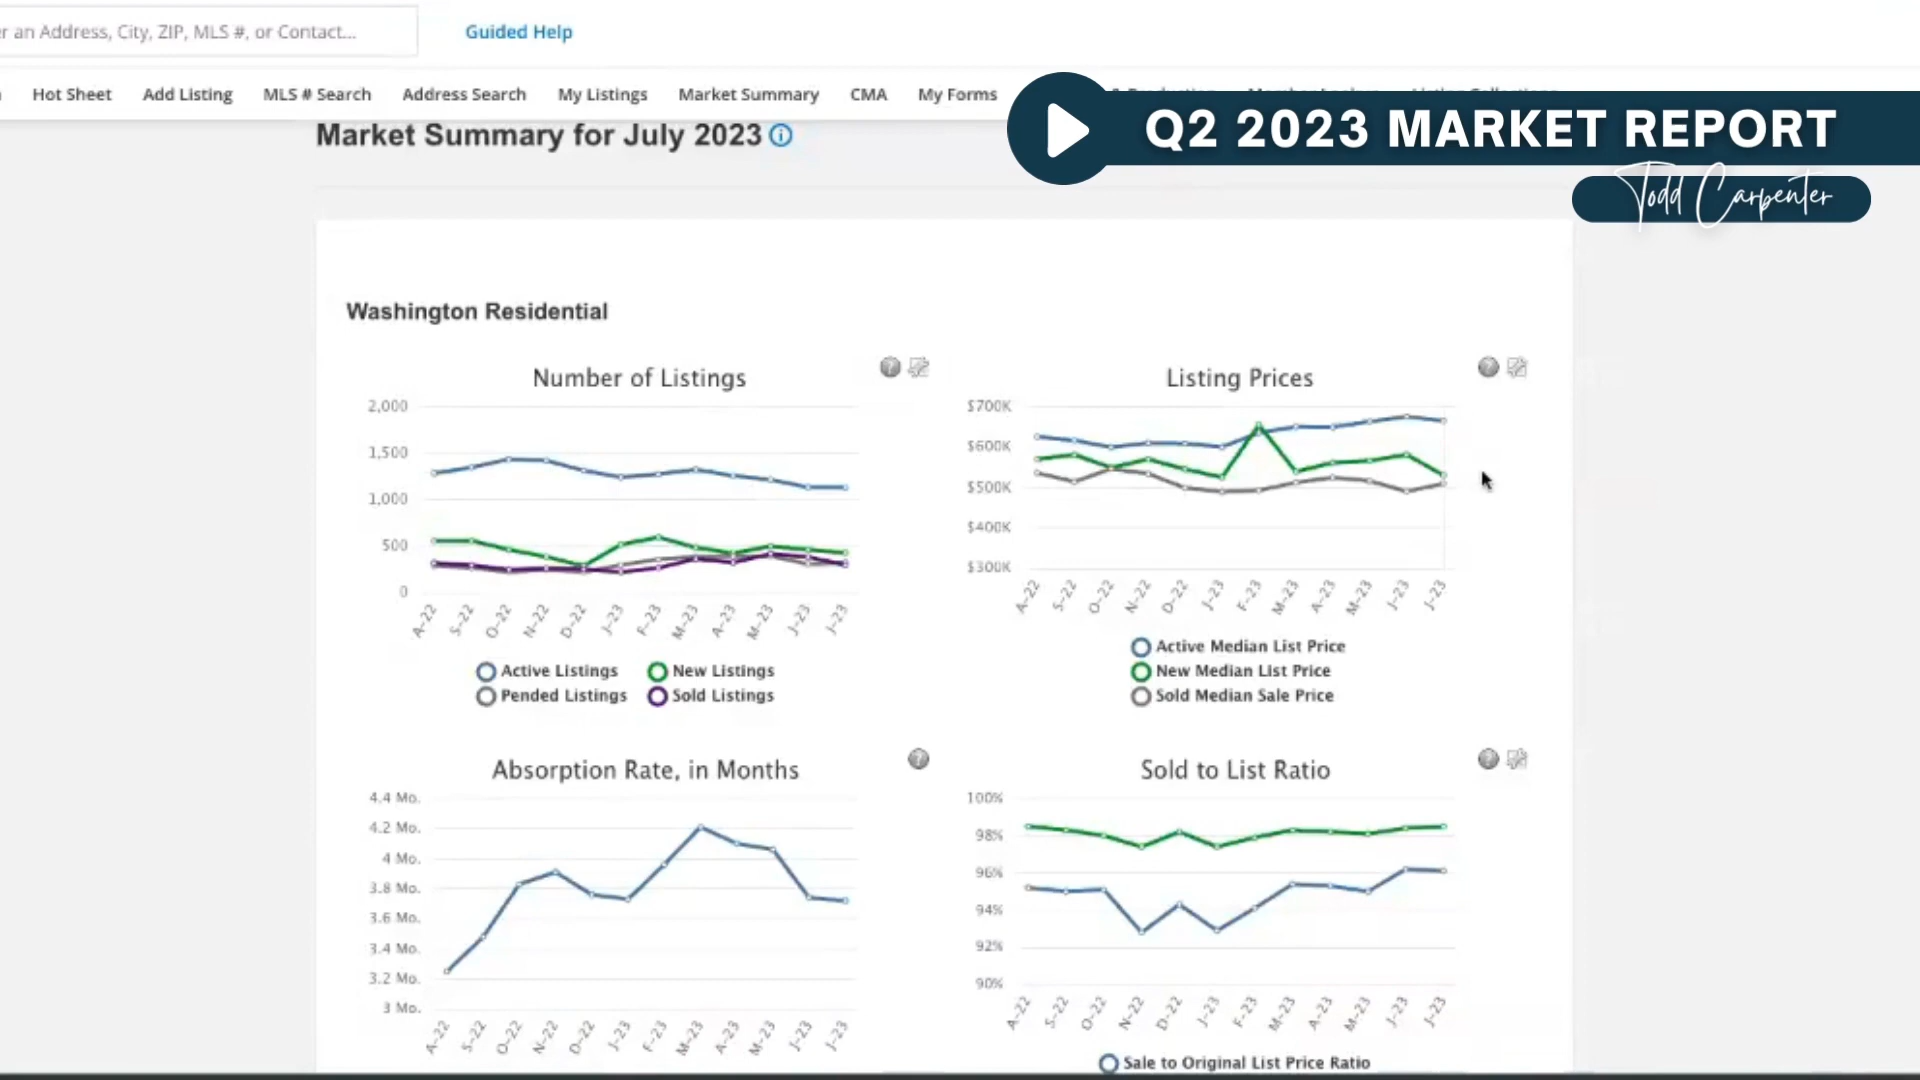 r an Address, City, ZIP, MLS #, or Contact...
Guided Help
Hot Sheet Add Listing MLS # Search Address Search My Listings Market Summary CMA My Forms
Q2 2023 MARKET REPORT
Todd Carpenter
Market Summary for July 2023
Washington Residential
Number of Listings
2,000
1,500
1,000
500
0
A-22 S-22 O-22 N-22 D-22 J-23 F-23 M-23 A-23 M-23 J-23 J-23
Active Listings New Listings
Pended Listings Sold Listings
Listing Prices
$700K
$600K
$500K
$400K
$300K
A-22 S-22 O-22 N-22 D-22 J-23 F-23 M-23 A-23 M-23 J-23 J-23
Active Median List Price
New Median List Price
Sold Median Sale Price
Absorption Rate, in Months
4.4 Mo.
4.2 Mo.
4 Mo.
3.8 Mo.
3.6 Mo.
3.4 Mo.
3.2 Mo.
3 Mo.
A-22 S-22 O-22 N-22 D-22 J-23 F-23 M-23 A-23 M-23 J-23 J-23
Sold to List Ratio
100%
98%
96%
94%
92%
90%
A-22 S-22 O-22 N-22 D-22 J-23 F-23 M-23 A-23 M-23 J-23 J-23
Sale to Original List Price Ratio